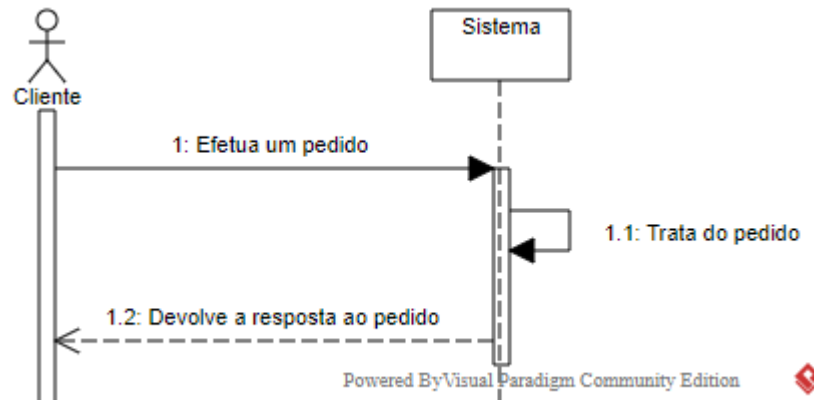 Sistema
Cliente
1: Efetua um pedido
1.1: Trata do pedido
1.2: Devolve a resposta ao pedido
Powered ByVisual Paradigm Community Edition